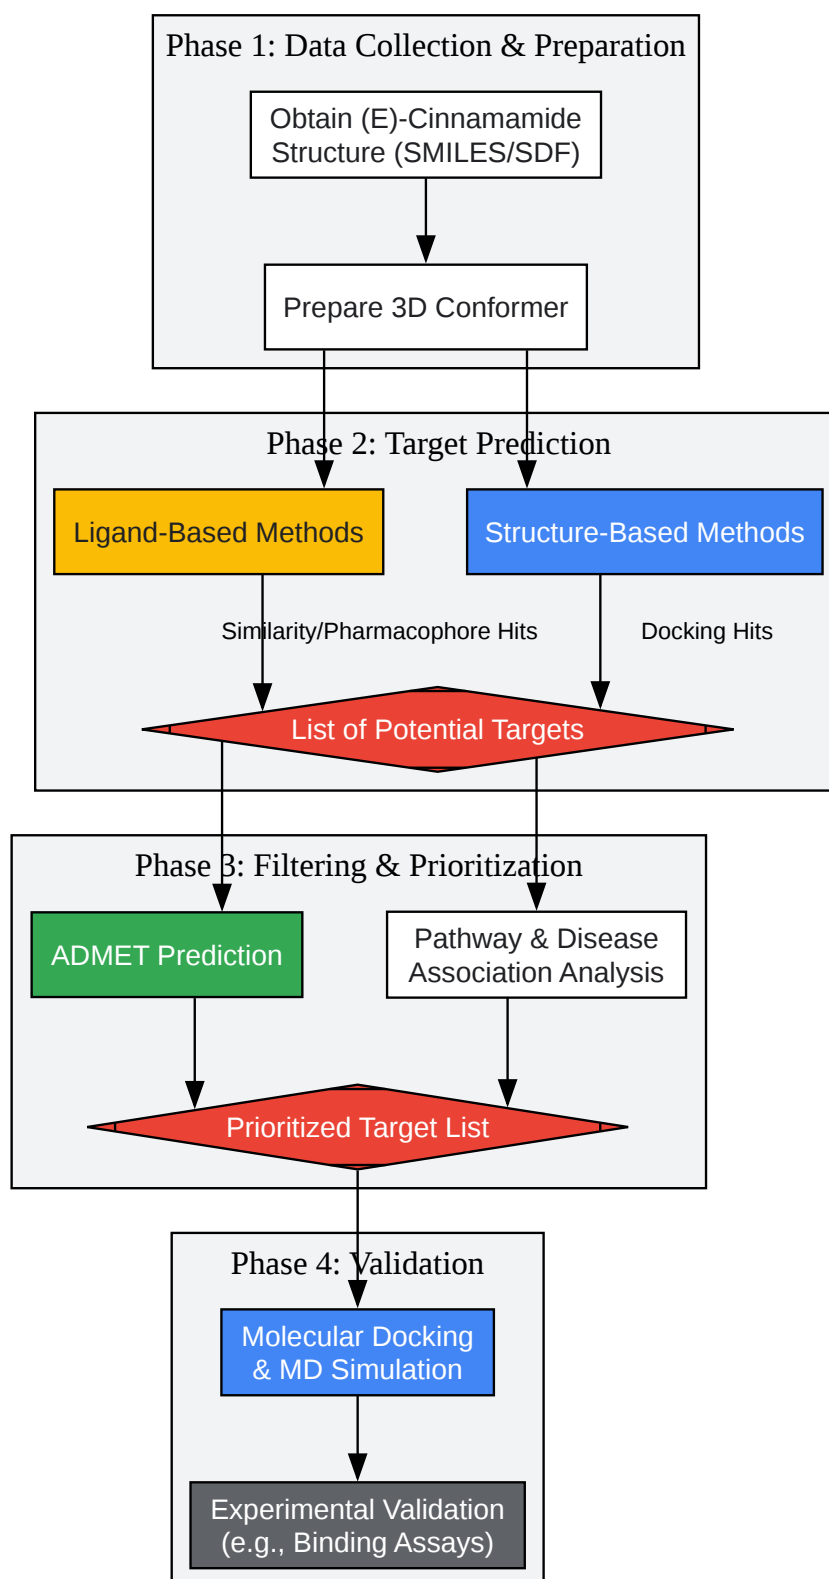 Phase 1: Data Collection & Preparation
Obtain (E)-Cinnamamide
Structure (SMILES/SDF)
Prepare 3D Conformer
Phase 2: Target Prediction
Ligand-Based Methods
Structure-Based Methods
Similarity/Pharmacophore Hits
Docking Hits
List of Potential Targets
Phase 3: Filtering & Prioritization
ADMET Prediction
Pathway & Disease
Association Analysis
Prioritized Target List
Phase 4: Validation
Molecular Docking
& MD Simulation
Experimental Validation
(e.g., Binding Assays)